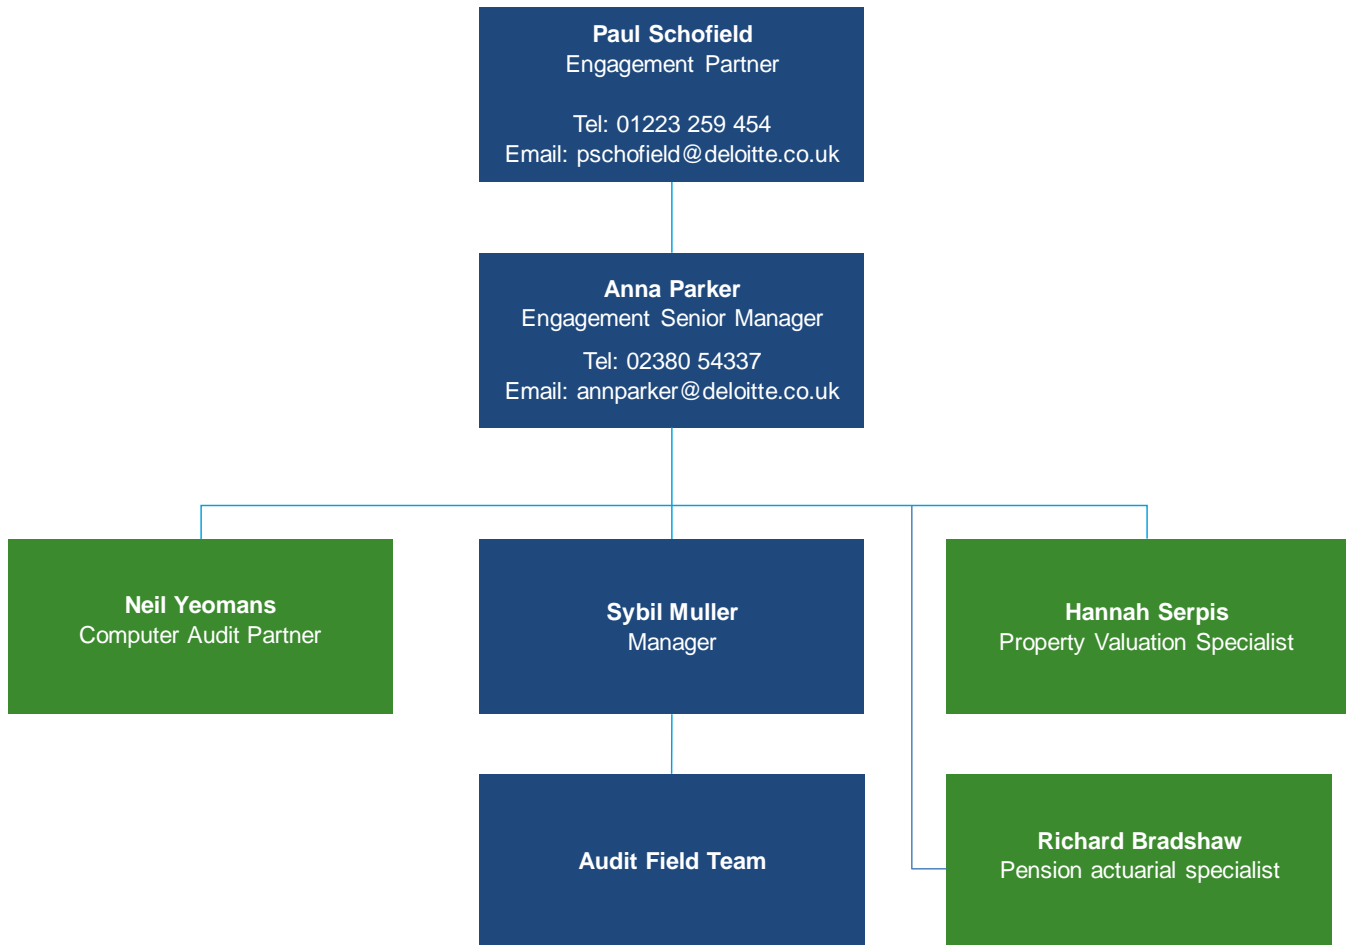 Paul Schofield
Engagement Partner
Tel: 01223 259 454
Email: pschofield@deloitte.co.uk
Anna Parker
Engagement Senior Manager
Tel: 02380 54337
Email: annparker@deloitte.co.uk
Neil Yeomans
Computer Audit Partner
Sybil Muller
Manager
Hannah Serpis
Property Valuation Specialist
Audit Field Team
Richard Bradshaw
Pension actuarial specialist